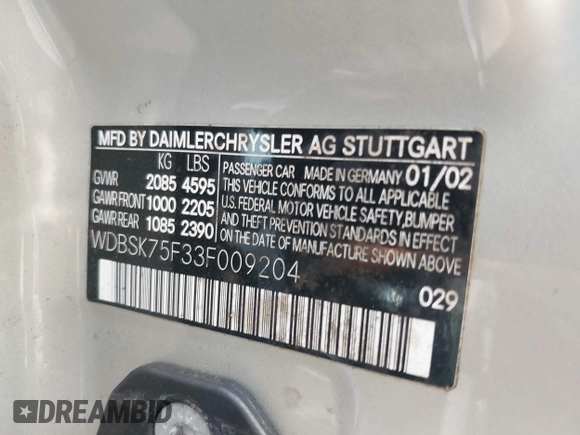 MFD BY DAIMLERCHRYSLER AG STUTTGART
KG LBS
GVWR 2085 4595
GAWR FRONT 1000 2205
GAWR REAR 1085 2390
PASSENGER CAR MADE IN GERMANY 01/02
THIS VEHICLE CONFORMS TO ALL APPLICABLE
U.S. FEDERAL MOTOR VEHICLE SAFETY, BUMPER
AND THEFT PREVENTION STANDARDS IN EFFECT
ON THE DATE OF MANUFACTURE SHOWN ABOVE.
WDBSK75F33F009204
029
DREAMBID